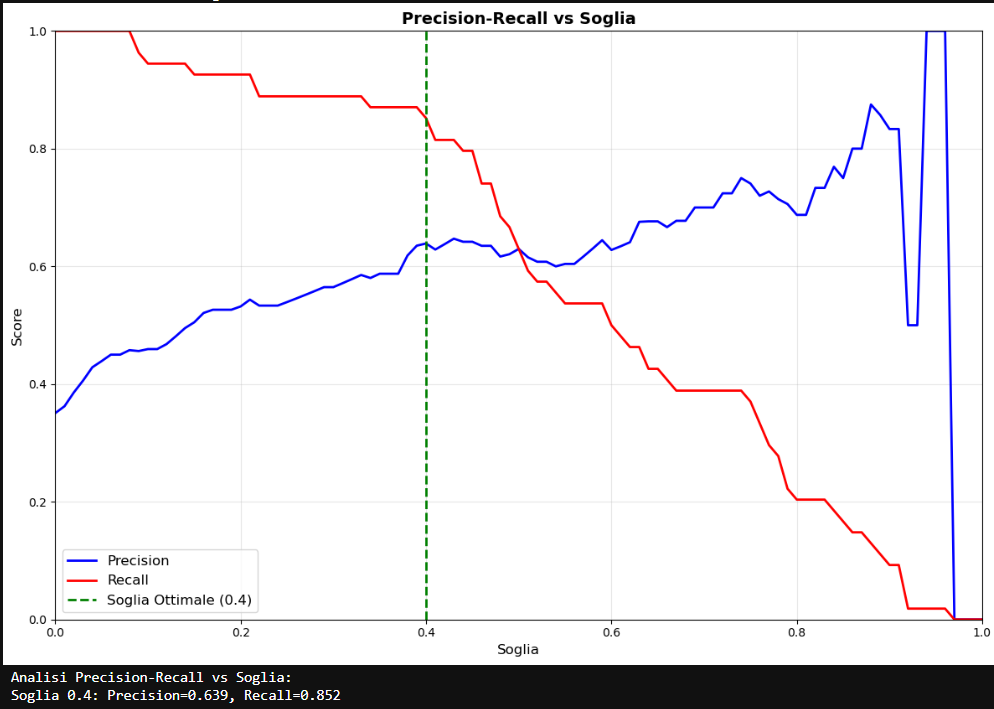 Precision-Recall vs Soglia
1.0
0.8
0.6
0.4
0.2
0.0
Score
Precision
Recall
Soglia Ottimale (0.4)
0.0 0.2 0.4 0.6 0.8 1.0
Soglia
Analisi Precision-Recall vs Soglia:
Soglia 0.4: Precision=0.639, Recall=0.852